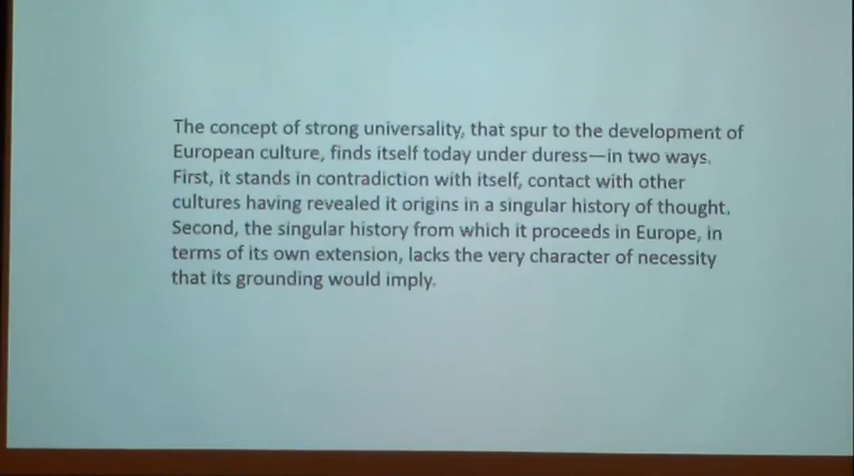 The concept of strong universality, that spur to the development of
European culture, finds itself today under duress—in two ways.
First, it stands in contradiction with itself, contact with other
cultures having revealed it origins in a singular history of thought.
Second, the singular history from which it proceeds in Europe, in
terms of its own extension, lacks the very character of necessity
that its grounding would imply.